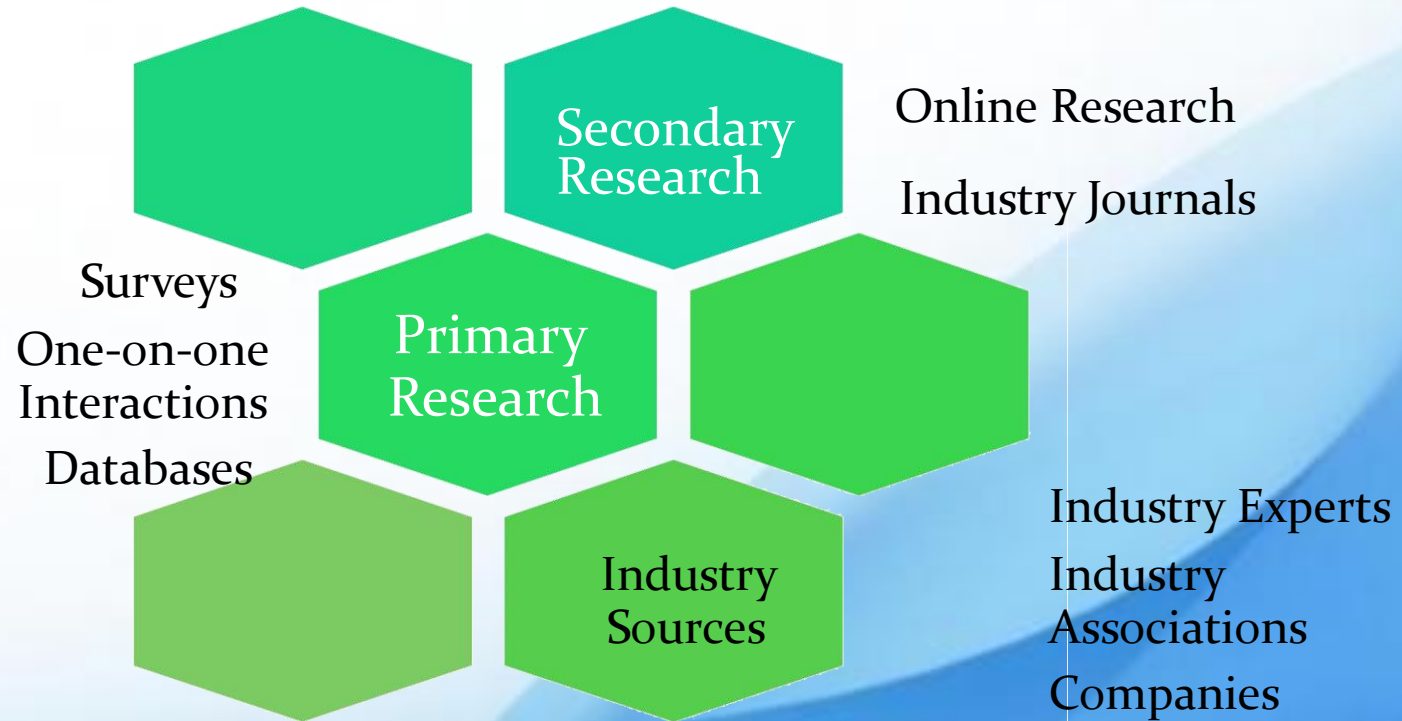 Secondary
Research
Online Research
Industry Journals
Surveys
One-on-one
Interactions
Databases
Primary
Research
Industry
Sources
Industry Experts
Industry
Associations
Companies